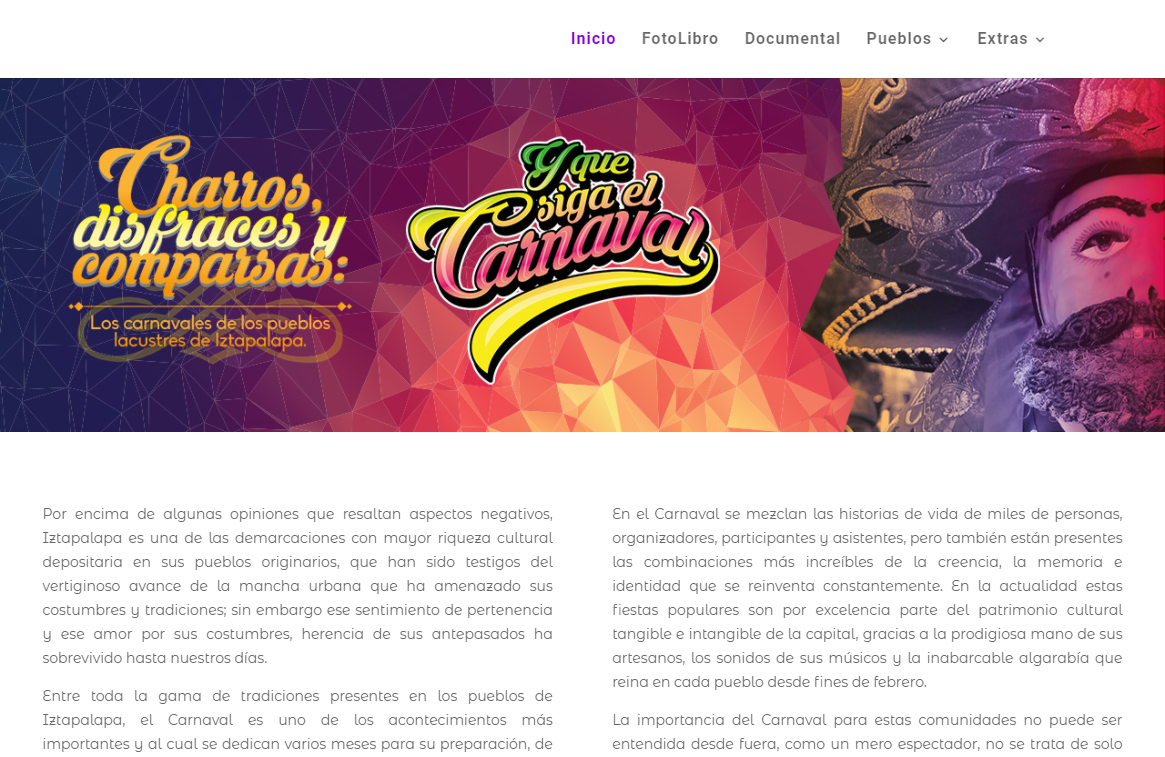 Inicio FotoLibro Documental Pueblos Extras
Charros,
disfraces y
comparsas:
Los carnavales de los pueblos
lacustres de Iztapalapa.
Y que
siga el
Carnaval
Por encima de algunas opiniones que resaltan aspectos negativos,
Iztapalapa es una de las demarcaciones con mayor riqueza cultural
depositaria en sus pueblos originarios, que han sido testigos del
vertiginoso avance de la mancha urbana que ha amenazado sus
costumbres y tradiciones; sin embargo ese sentimiento de pertenencia
y ese amor por sus costumbres, herencia de sus antepasados ha
sobrevivido hasta nuestros días.
Entre toda la gama de tradiciones presentes en los pueblos de
Iztapalapa, el Carnaval es uno de los acontecimientos más
importantes y al cual se dedican varios meses para su preparación, de
En el Carnaval se mezclan las historias de vida de miles de personas,
organizadores, participantes y asistentes, pero también están presentes
las combinaciones más increíbles de la creencia, la memoria e
identidad que se reinventa constantemente. En la actualidad estas
fiestas populares son por excelencia parte del patrimonio cultural
tangible e intangible de la capital, gracias a la prodigiosa mano de sus
artesanos, los sonidos de sus músicos y la inabarcable algarabía que
reina en cada pueblo desde fines de febrero.
La importancia del Carnaval para estas comunidades no puede ser
entendida desde fuera, como un mero espectador, no se trata de solo